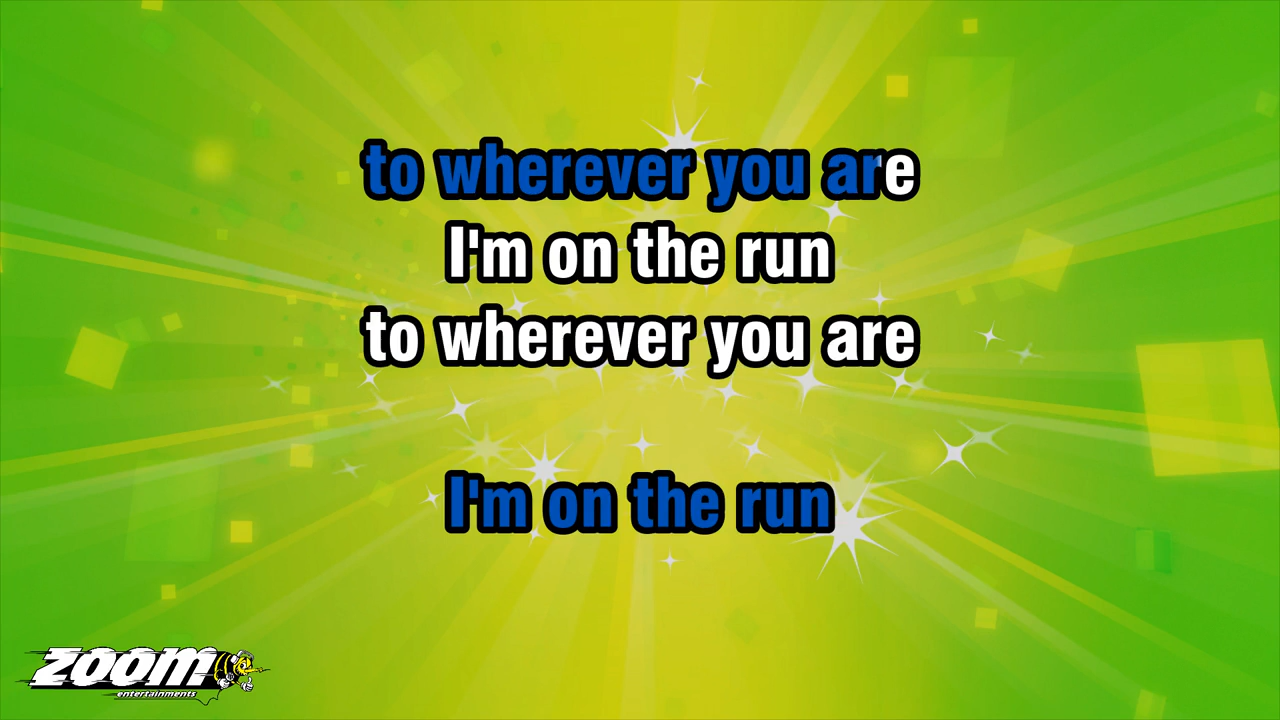 to wherever you are
I'm on the run
to wherever you are
I'm on the run
zoom
entertainments